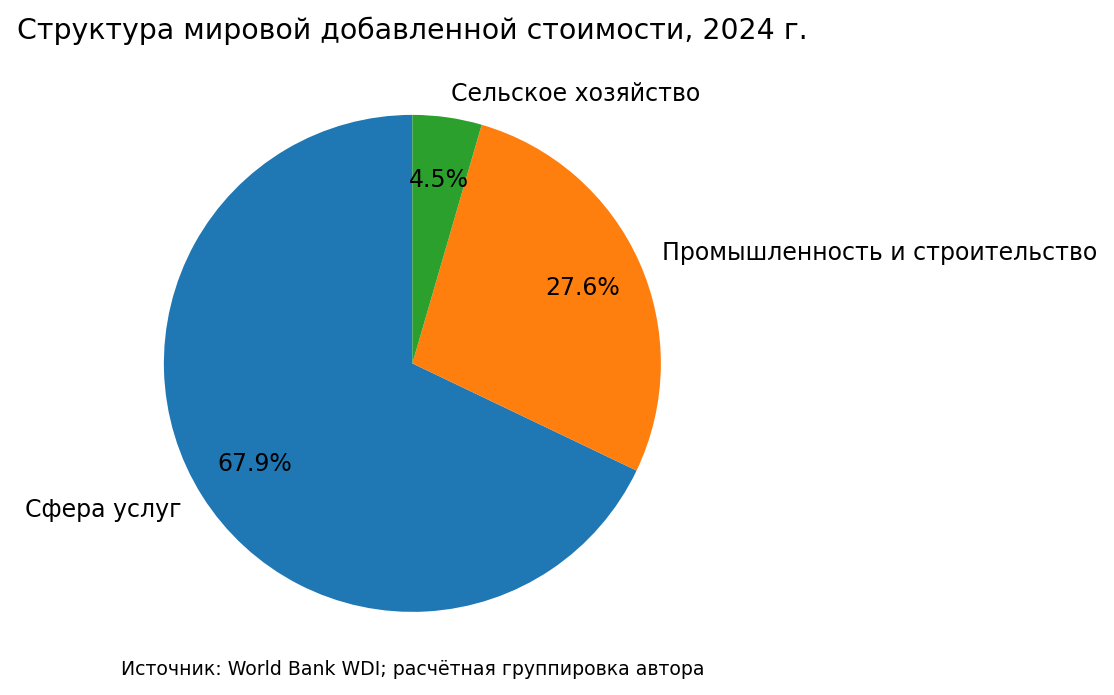 Структура мировой добавленной стоимости, 2024 г.
Сельское хозяйство
4.5%
Промышленность и строительство
27.6%
67.9%
Сфера услуг
Источник: World Bank WDI; расчётная группировка автора